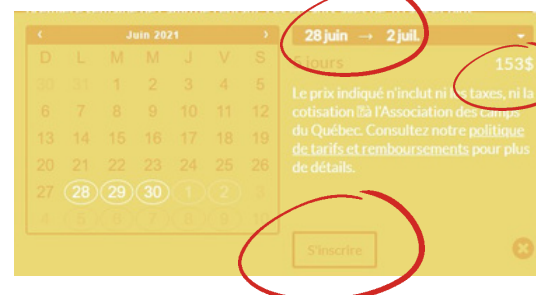 ‹ Juin 2021 ›
D L M M J V S
30 31 1 2 3 4 5
6 7 8 9 10 11 12
13 14 15 16 17 18 19
20 21 22 23 24 25 26
27 28 29 30 1 2 3
4 5 6 7 8 9 10
28 juin → 2 juil.
5 jours 153$
Le prix indiqué n'inclut ni les taxes, ni la
cotisation à l'Association des camps
du Québec. Consultez notre politique
de tarifs et remboursements pour plus
de détails.
S'inscrire